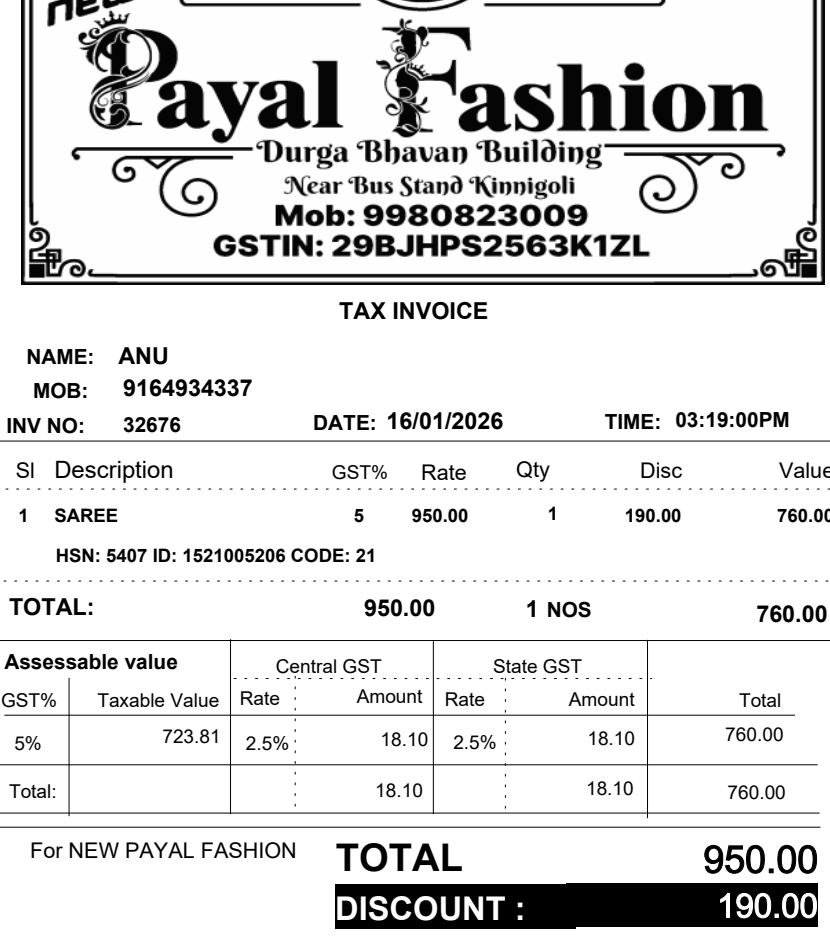 new
Payal Fashion
Durga Bhavan Building
Near Bus Stand Kinnigoli
Mob: 9980823009
GSTIN: 29BJHPS2563K1ZL
TAX INVOICE
NAME: ANU
MOB: 9164934337
INV NO: 32676 DATE: 16/01/2026 TIME: 03:19:00PM
Sl Description GST% Rate Qty Disc Value
1 SAREE 5 950.00 1 190.00 760.00
HSN: 5407 ID: 1521005206 CODE: 21
TOTAL: 950.00 1 NOS 760.00
Assessable value Central GST State GST
GST% Taxable Value Rate Amount Rate Amount Total
5% 723.81 2.5% 18.10 2.5% 18.10 760.00
Total: 18.10 18.10 760.00
For NEW PAYAL FASHION TOTAL 950.00
DISCOUNT : 190.00